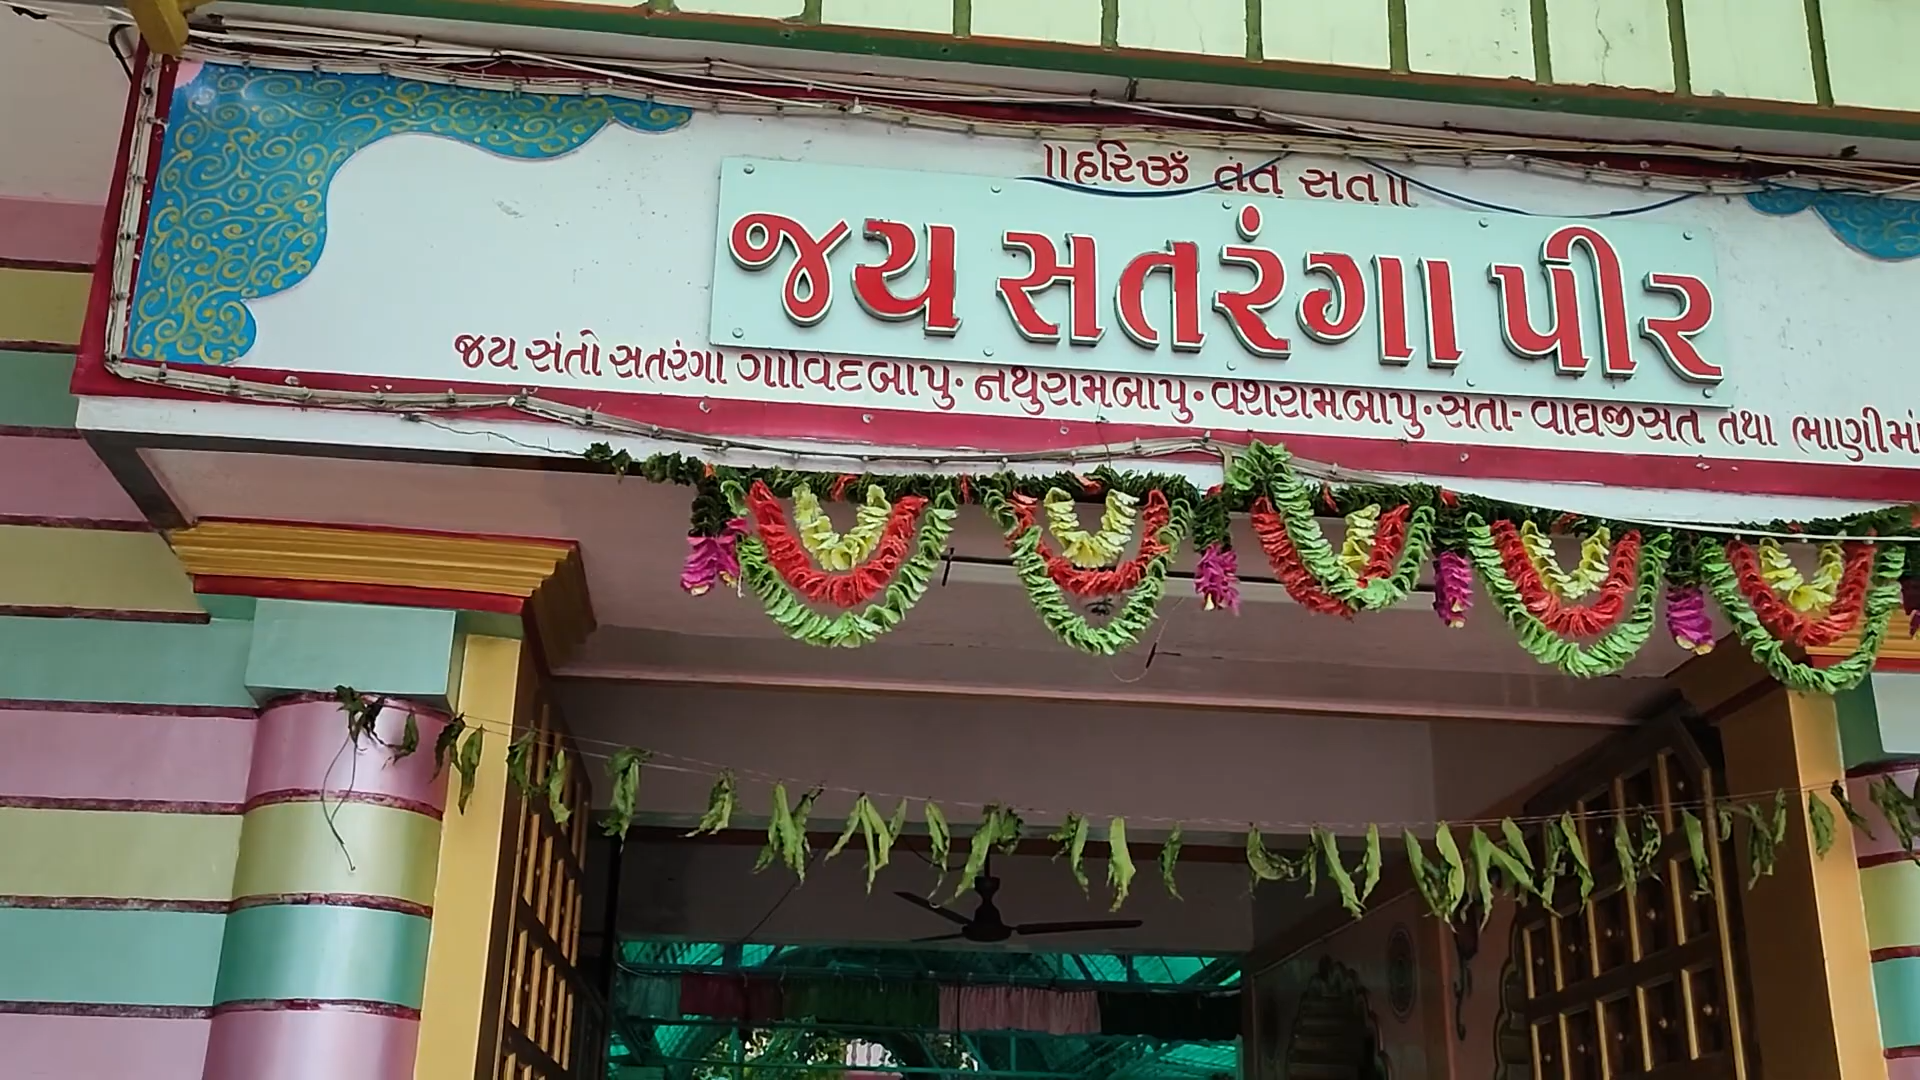 ॥હરિૐ તત સત॥
જય સતરંગા પીર
જય સંતો સતરંગા ગોવિંદબાપુ• નથુરામબાપુ•વશરામબાપુ•સતા-વાઘજીસત તથા ભાણીમાં